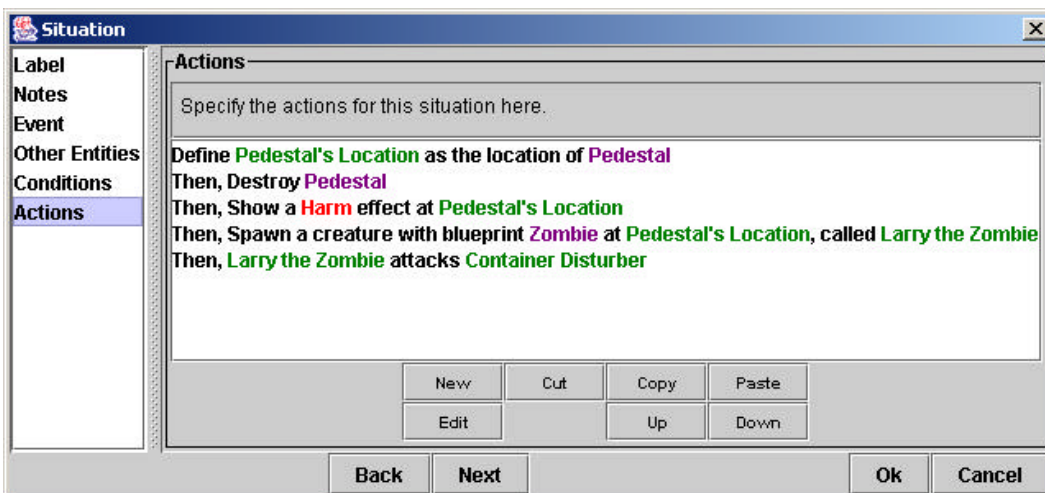 Situation
Label
Notes
Event
Other Entities
Conditions
Actions
Actions
Specify the actions for this situation here.
Define Pedestal's Location as the location of Pedestal
Then, Destroy Pedestal
Then, Show a Harm effect at Pedestal's Location
Then, Spawn a creature with blueprint Zombie at Pedestal's Location, called Larry the Zombie
Then, Larry the Zombie attacks Container Disturber
New Cut Copy Paste
Edit Up Down
Back Next Ok Cancel